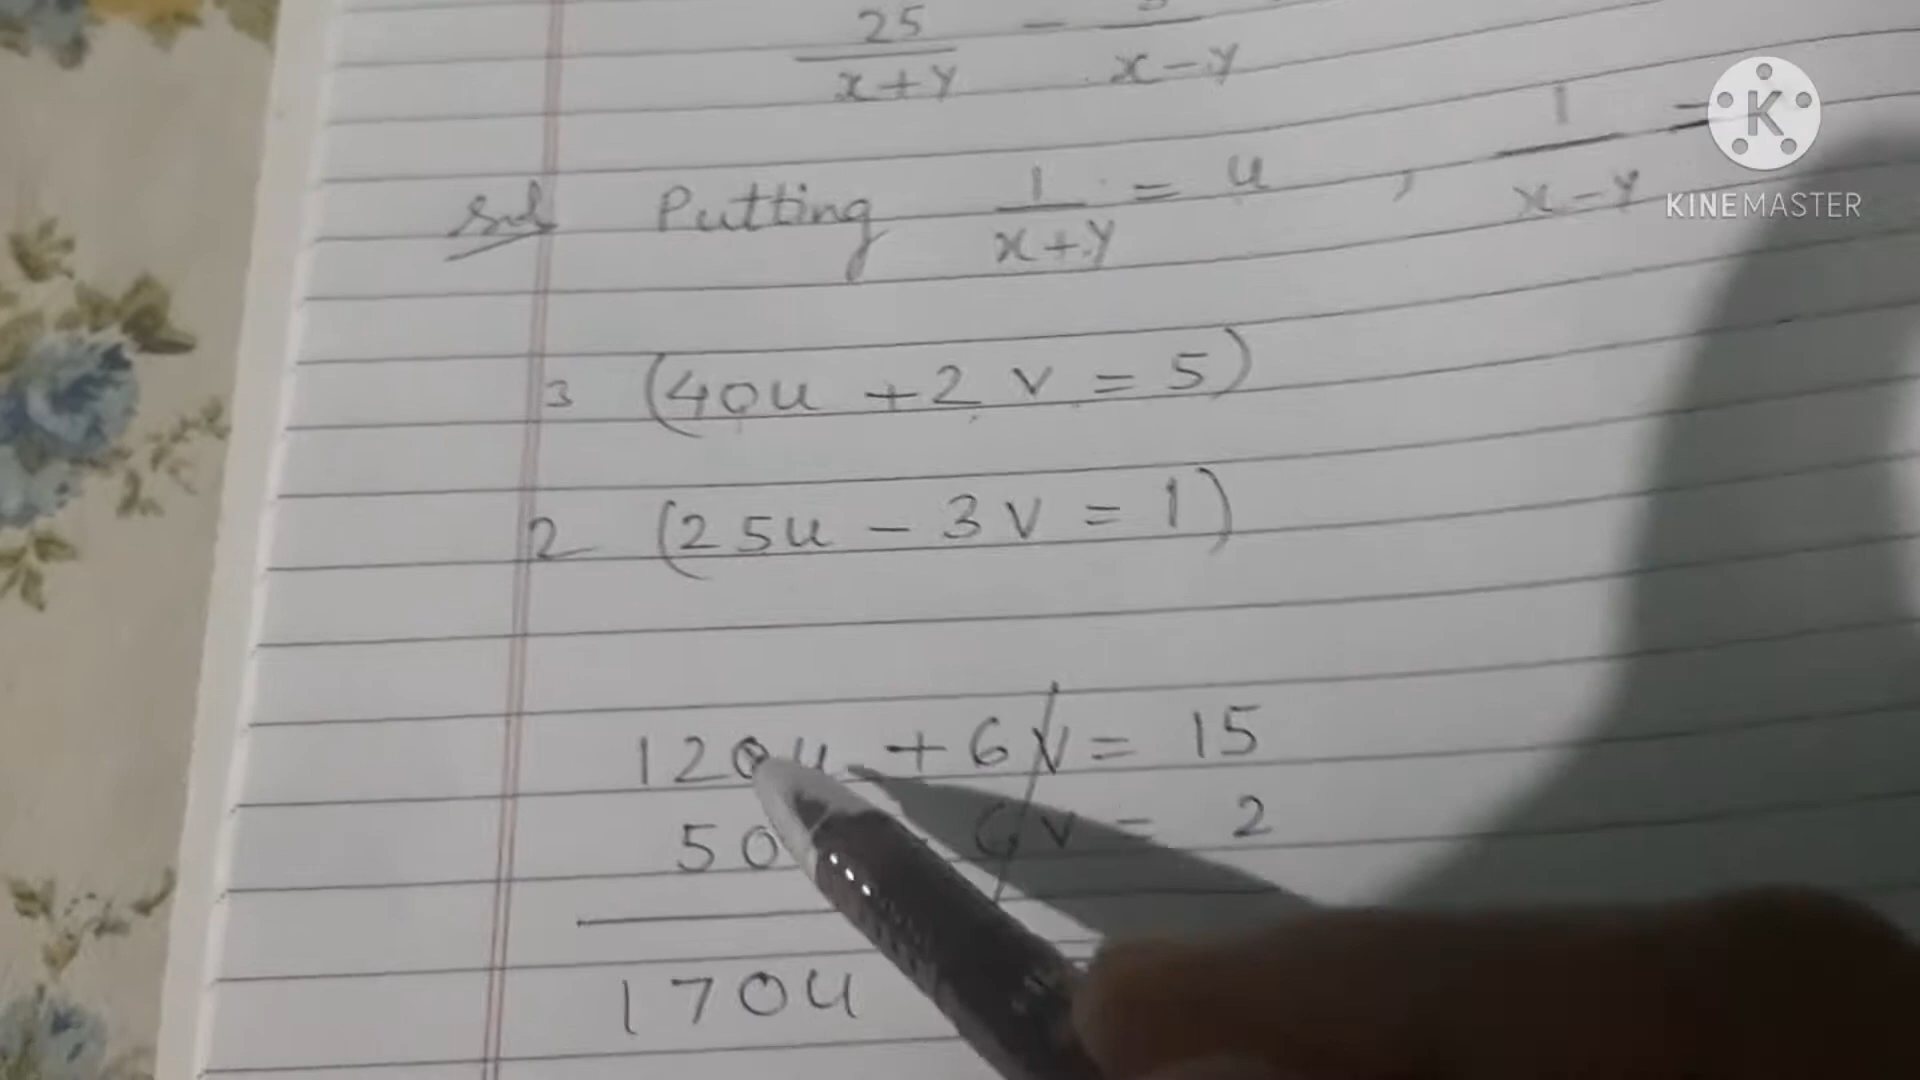 25 -
x+y x-y
Sol Putting 1/x+y = u , 1/x-y =
3 (40u + 2v = 5)
2 (25u - 3v = 1)
120u + 6v = 15
50 6v = 2
170u
K
KINEMASTER